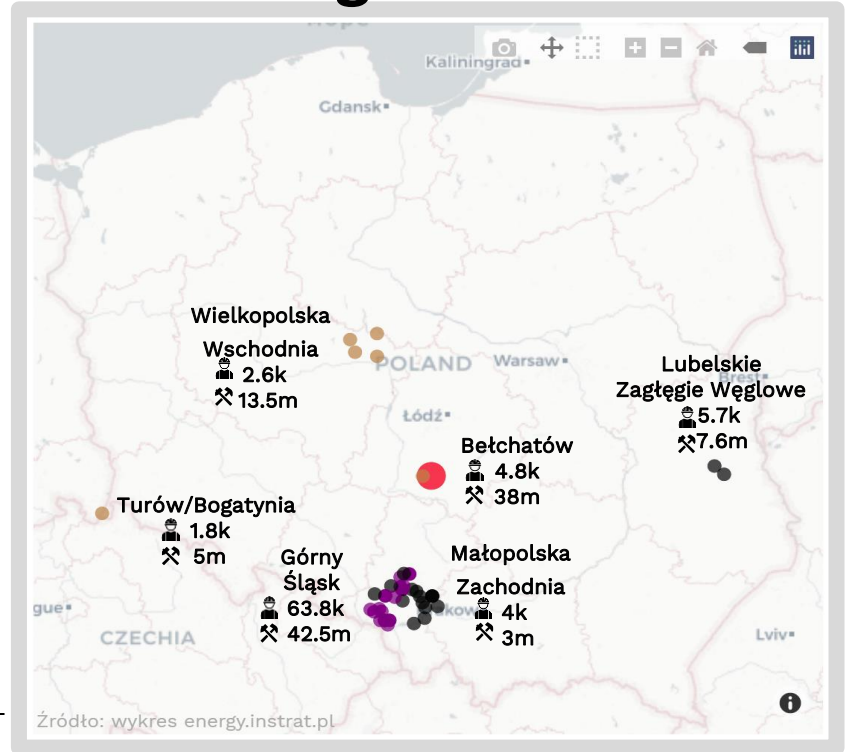 Kaliningrad
Gdansk
Wielkopolska
Wschodnia
2.6k
13.5m
POLAND
Warsaw
Brest
Lubelskie
Zagłęgie Węglowe
5.7k
7.6m
Łódź
Bełchatów
4.8k
38m
Turów/Bogatynia
1.8k
5m
Górny
Śląsk
63.8k
42.5m
Małopolska
Zachodnia
4k
3m
CZECHIA
Lviv
Źródło: wykres energy.instrat.pl